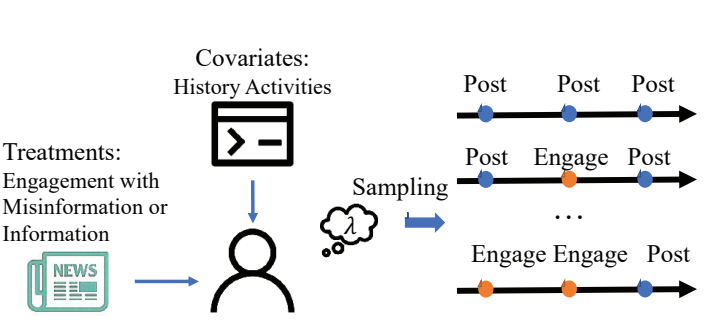 Covariates:
History Activities
Treatments:
Engagement with
Misinformation or
Information
NEWS
λ
Sampling
Post Post Post
Post Engage Post
...
Engage Engage Post